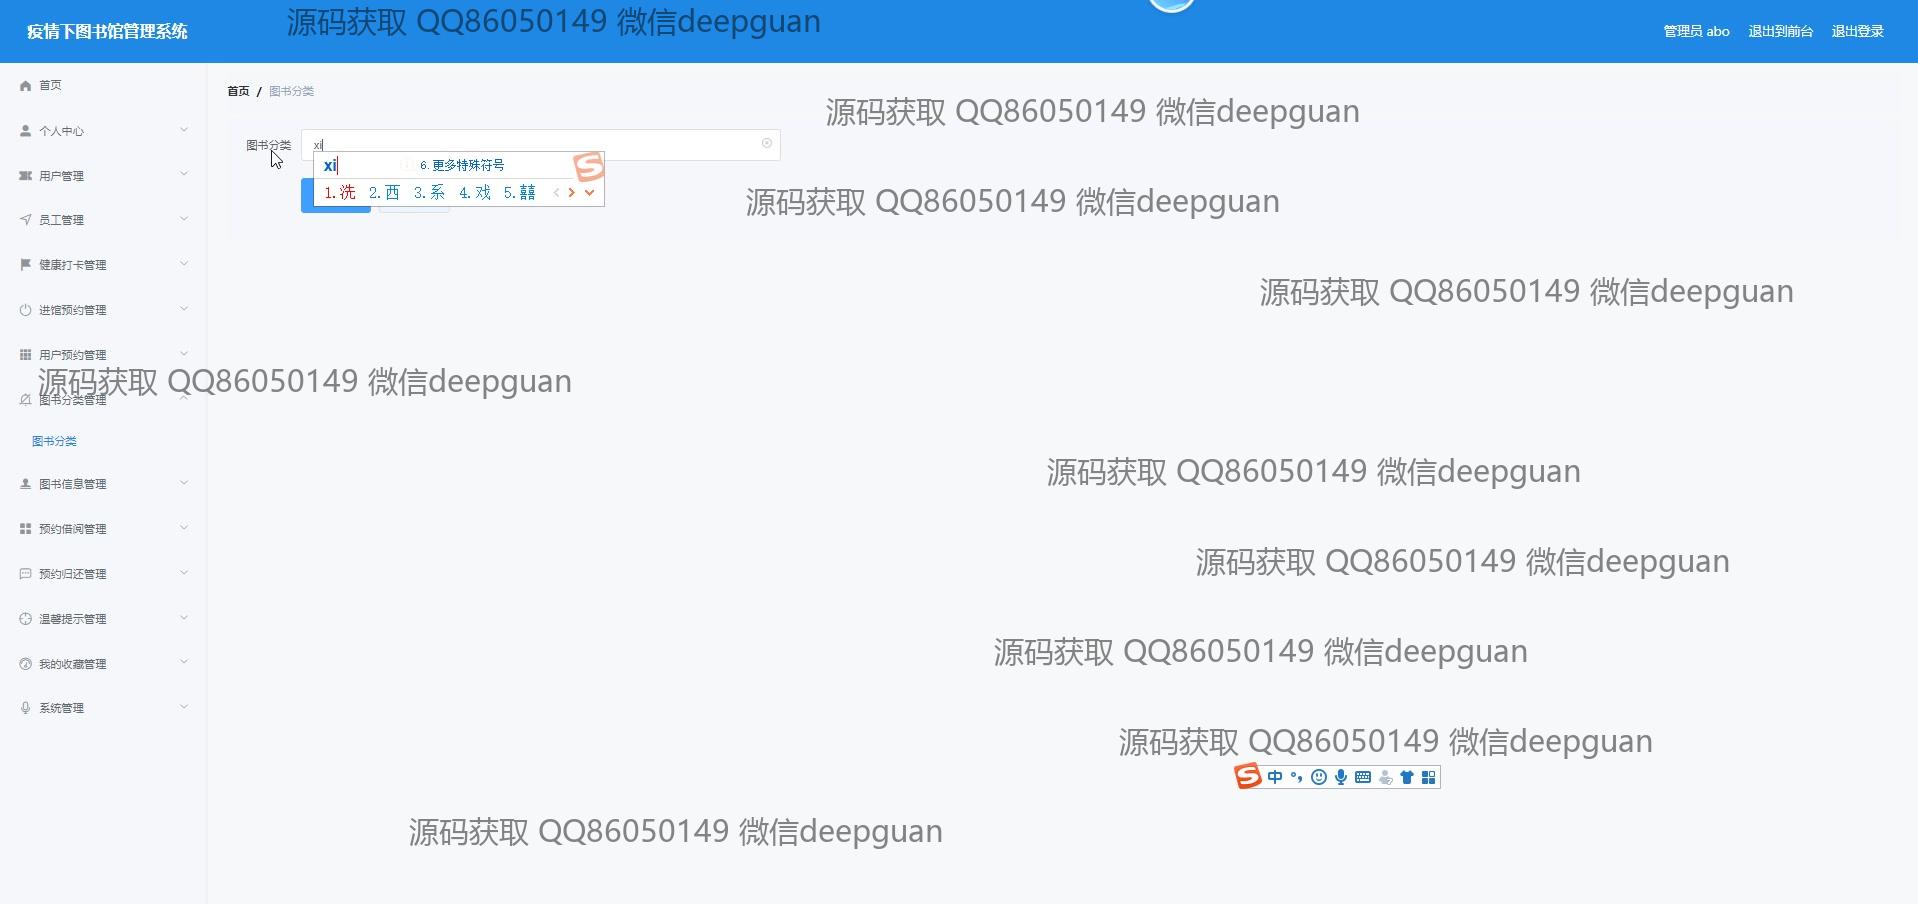 疫情下图书馆管理系统
源码获取 QQ86050149 微信deepguan
管理员 abo
退出到前台
退出登录
首页
个人中心
用户管理
员工管理
健康打卡管理
进馆预约管理
用户预约管理
图书分类管理
图书分类
图书信息管理
预约借阅管理
预约归还管理
温馨提示管理
我的收藏管理
系统管理
首页 / 图书分类
源码获取 QQ86050149 微信deepguan
图书分类
xi
xi 6.更多特殊符号
1.洗 2.西 3.系 4.戏 5.囍
源码获取 QQ86050149 微信deepguan
源码获取 QQ86050149 微信deepguan
源码获取 QQ86050149 微信deepguan
源码获取 QQ86050149 微信deepguan
源码获取 QQ86050149 微信deepguan
源码获取 QQ86050149 微信deepguan
源码获取 QQ86050149 微信deepguan
中
源码获取 QQ86050149 微信deepguan